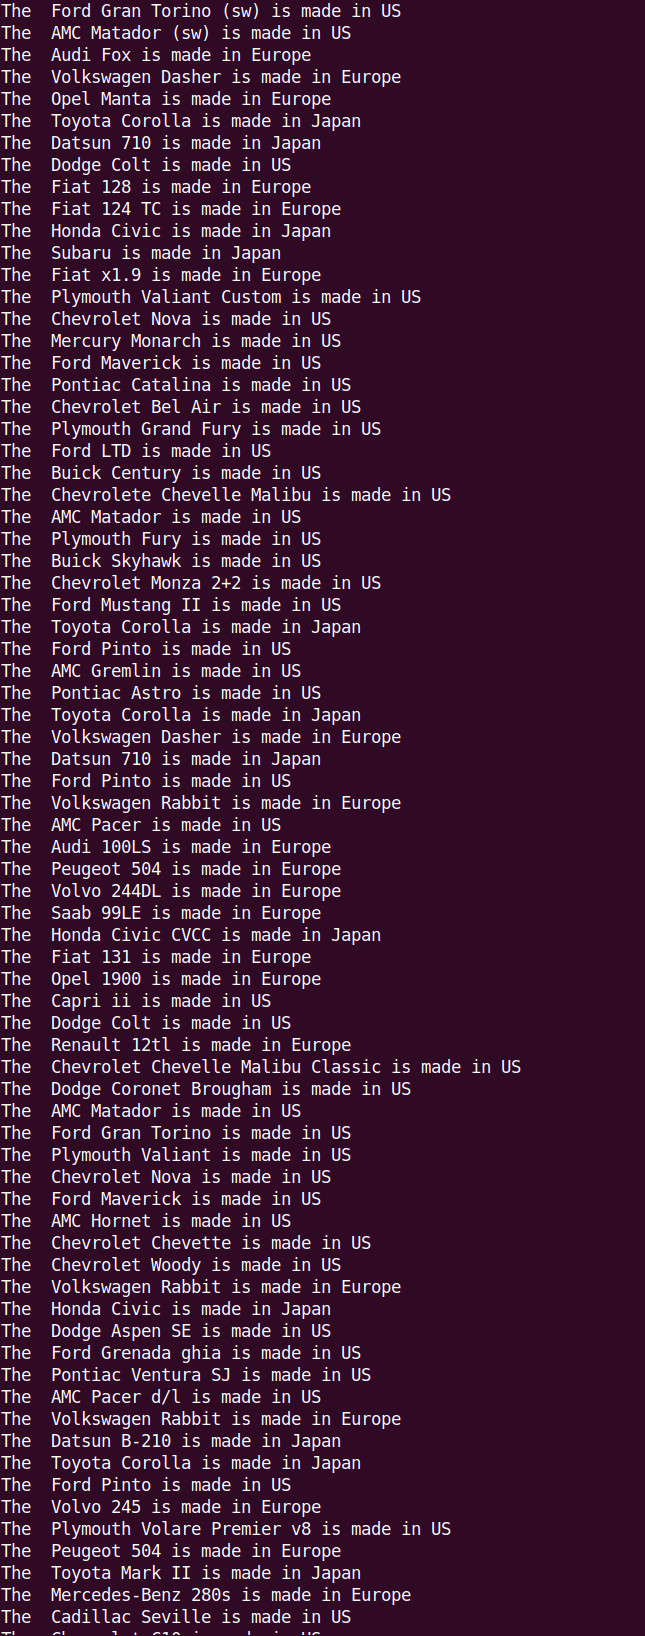 The  Ford Gran Torino (sw) is made in US
The  AMC Matador (sw) is made in US
The  Audi Fox is made in Europe
The  Volkswagen Dasher is made in Europe
The  Opel Manta is made in Europe
The  Toyota Corolla is made in Japan
The  Datsun 710 is made in Japan
The  Dodge Colt is made in US
The  Fiat 128 is made in Europe
The  Fiat 124 TC is made in Europe
The  Honda Civic is made in Japan
The  Subaru is made in Japan
The  Fiat x1.9 is made in Europe
The  Plymouth Valiant Custom is made in US
The  Chevrolet Nova is made in US
The  Mercury Monarch is made in US
The  Ford Maverick is made in US
The  Pontiac Catalina is made in US
The  Chevrolet Bel Air is made in US
The  Plymouth Grand Fury is made in US
The  Ford LTD is made in US
The  Buick Century is made in US
The  Chevrolete Chevelle Malibu is made in US
The  AMC Matador is made in US
The  Plymouth Fury is made in US
The  Buick Skyhawk is made in US
The  Chevrolet Monza 2+2 is made in US
The  Ford Mustang II is made in US
The  Toyota Corolla is made in Japan
The  Ford Pinto is made in US
The  AMC Gremlin is made in US
The  Pontiac Astro is made in US
The  Toyota Corolla is made in Japan
The  Volkswagen Dasher is made in Europe
The  Datsun 710 is made in Japan
The  Ford Pinto is made in US
The  Volkswagen Rabbit is made in Europe
The  AMC Pacer is made in US
The  Audi 100LS is made in Europe
The  Peugeot 504 is made in Europe
The  Volvo 244DL is made in Europe
The  Saab 99LE is made in Europe
The  Honda Civic CVCC is made in Japan
The  Fiat 131 is made in Europe
The  Opel 1900 is made in Europe
The  Capri ii is made in US
The  Dodge Colt is made in US
The  Renault 12tl is made in Europe
The  Chevrolet Chevelle Malibu Classic is made in US
The  Dodge Coronet Brougham is made in US
The  AMC Matador is made in US
The  Ford Gran Torino is made in US
The  Plymouth Valiant is made in US
The  Chevrolet Nova is made in US
The  Ford Maverick is made in US
The  AMC Hornet is made in US
The  Chevrolet Chevette is made in US
The  Chevrolet Woody is made in US
The  Volkswagen Rabbit is made in Europe
The  Honda Civic is made in Japan
The  Dodge Aspen SE is made in US
The  Ford Grenada ghia is made in US
The  Pontiac Ventura SJ is made in US
The  AMC Pacer d/l is made in US
The  Volkswagen Rabbit is made in Europe
The  Datsun B-210 is made in Japan
The  Toyota Corolla is made in Japan
The  Ford Pinto is made in US
The  Volvo 245 is made in Europe
The  Plymouth Volare Premier v8 is made in US
The  Peugeot 504 is made in Europe
The  Toyota Mark II is made in Japan
The  Mercedes-Benz 280s is made in Europe
The  Cadillac Seville is made in US